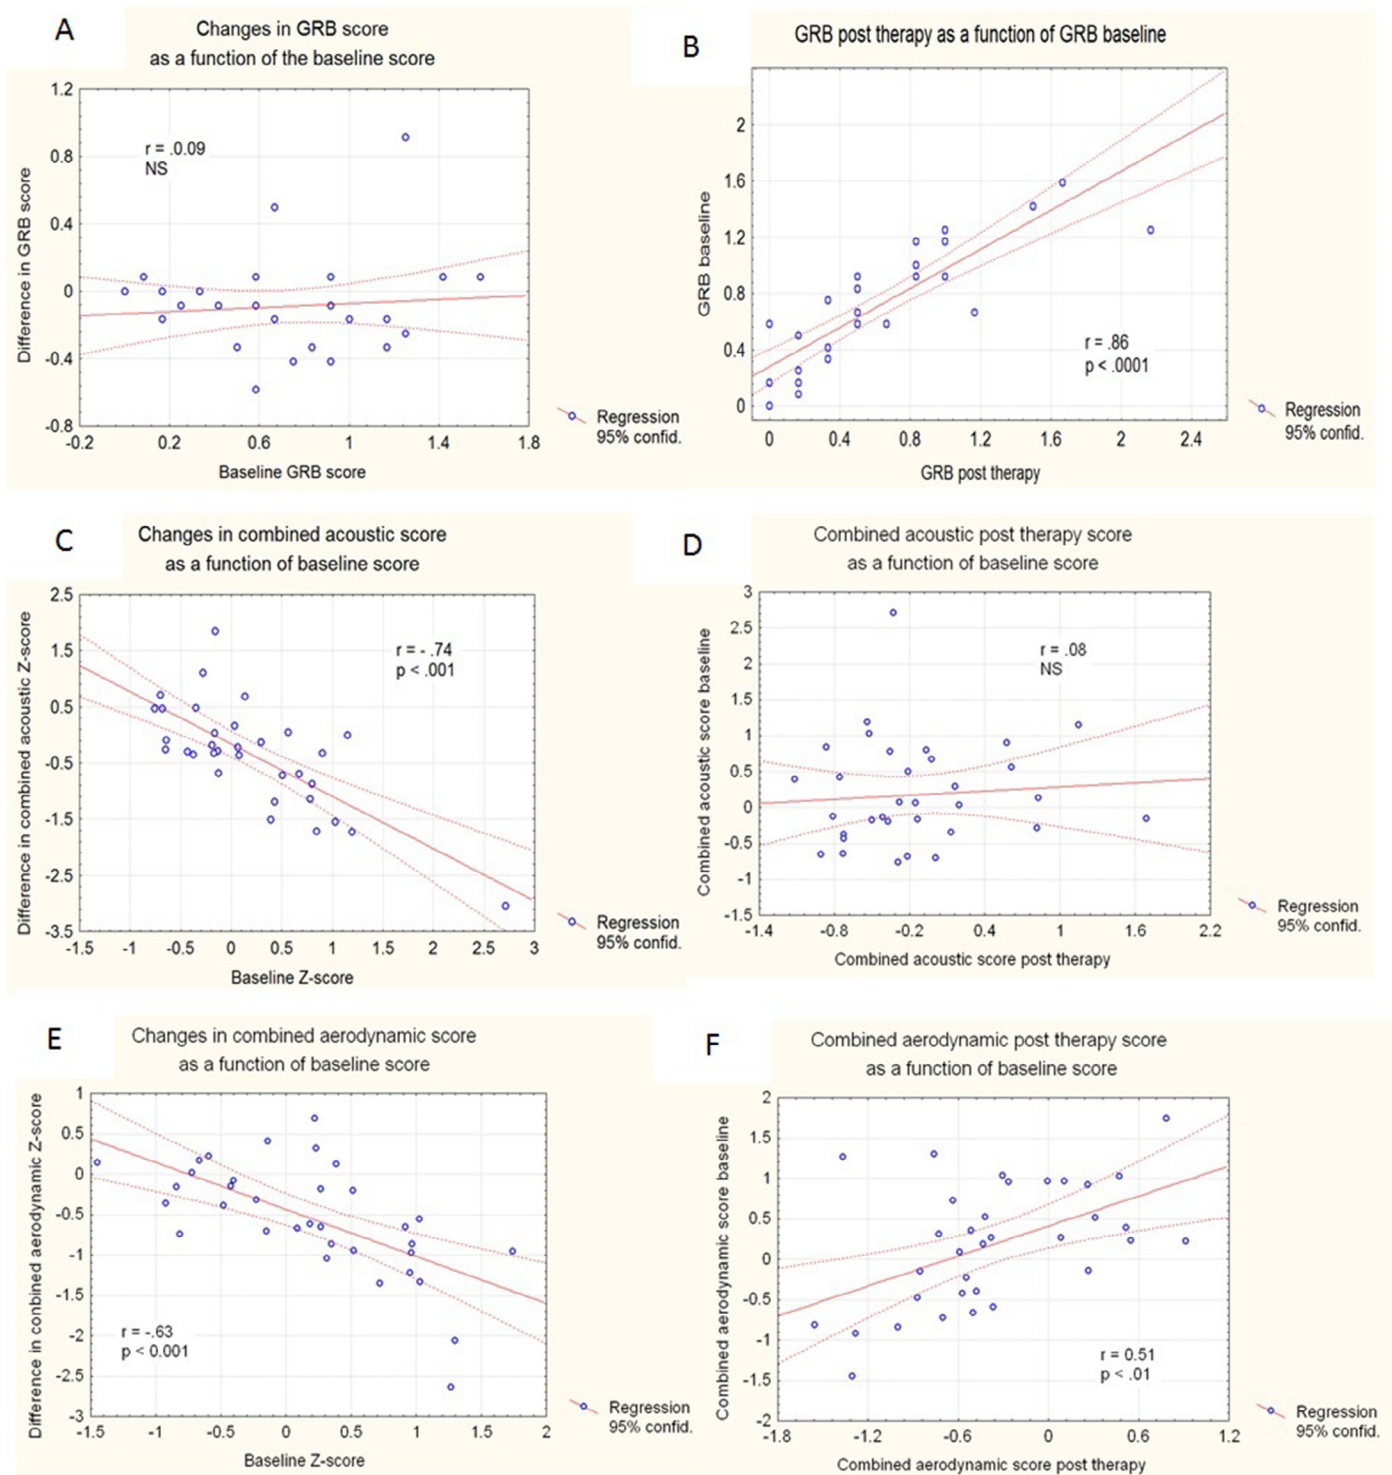 A
Changes in GRB score
as a function of the baseline score
1.2
0.8
0.4
0
-0.4
-0.8
-0.2
0.2
0.6
1
1.4
1.8
Difference in GRB score
r = .0.09
NS
Baseline GRB score
Regression
95% confid.
B
GRB post therapy as a function of GRB baseline
2
1.6
1.2
0.8
0.4
0
0
0.4
0.8
1.2
1.6
2
2.4
GRB baseline
r = .86
p < .0001
GRB post therapy
Regression
95% confid.
C
Changes in combined acoustic score
as a function of baseline score
2.5
1.5
0.5
-0.5
-1.5
-2.5
-3.5
-1.5
-1
-0.5
0
0.5
1
1.5
2
2.5
3
Difference in combined acoustic Z-score
r = - .74
p < .001
Baseline Z-score
Regression
95% confid.
D
Combined acoustic post therapy score
as a function of baseline score
3
2.5
2
1.5
1
0.5
0
-0.5
-1
-1.5
-1.4
-0.8
-0.2
0.4
1
1.6
2.2
Combined acoustic score baseline
r = .08
NS
Combined acoustic score post therapy
Regression
95% confid.
E
Changes in combined aerodynamic score
as a function of baseline score
1
0.5
0
-0.5
-1
-1.5
-2
-2.5
-3
-1.5
-1
-0.5
0
0.5
1
1.5
2
Difference in conbined aerodynamic Z-score
r = -.63
p < 0.001
Baseline Z-score
Regression
95% confid.
F
Combined aerodynamic post therapy score
as a function of baseline score
2
1.5
1
0.5
0
-0.5
-1
-1.5
-2
-1.8
-1.2
-0.6
0
0.6
1.2
Combined aerodynamic score baseline
r = 0.51
p < .01
Combined aerodynamic score post therapy
Regression
95% confid.